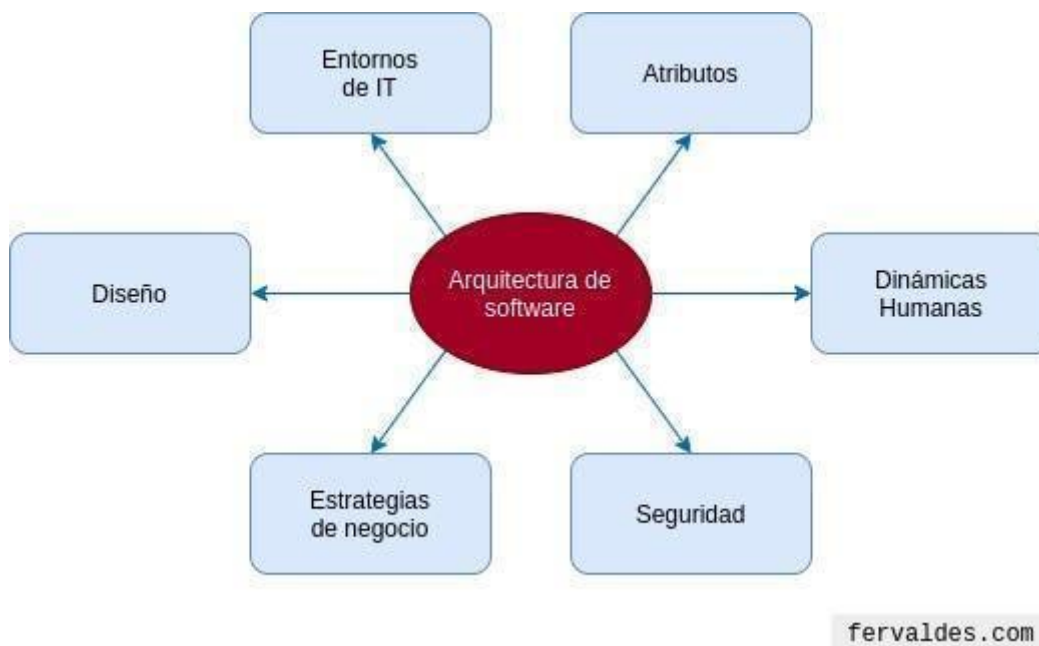 Entornos
de IT
Atributos
Diseño
Arquitectura de
software
Dinámicas
Humanas
Estrategias
de negocio
Seguridad
fervaldes.com